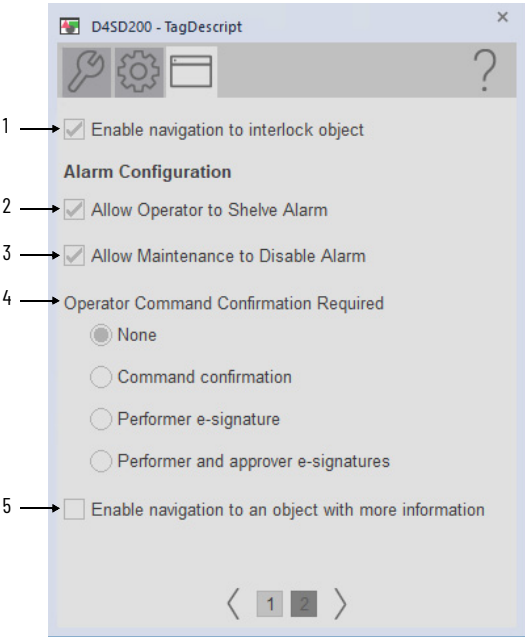 D4SD200 - TagDescript
×
?
1 Enable navigation to interlock object
Alarm Configuration
2 Allow Operator to Shelve Alarm
3 Allow Maintenance to Disable Alarm
4 Operator Command Confirmation Required
None
Command confirmation
Performer e-signature
Performer and approver e-signatures
5 Enable navigation to an object with more information
1 2